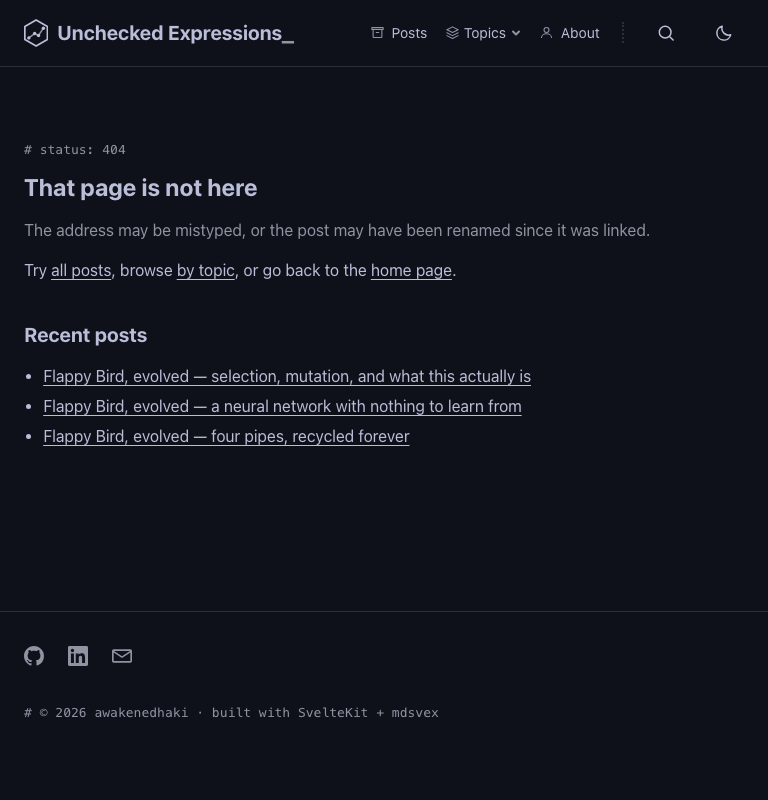 Unchecked Expressions_
Posts
Topics
About
# status: 404
That page is not here
The address may be mistyped, or the post may have been renamed since it was linked.
Try all posts, browse by topic, or go back to the home page.
Recent posts
Flappy Bird, evolved — selection, mutation, and what this actually is
Flappy Bird, evolved — a neural network with nothing to learn from
Flappy Bird, evolved — four pipes, recycled forever
# © 2026 awakenedhaki · built with SvelteKit + mdsvex